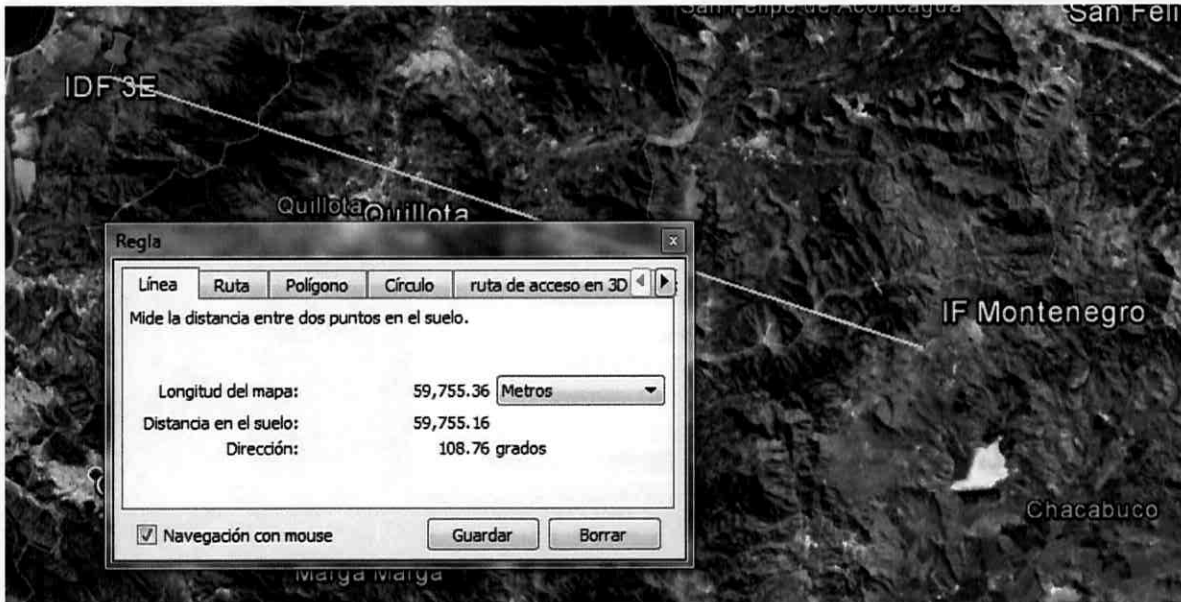 San Felipe de Aconcagua
San Feli
IDF 3E
Quillota
Quillota
Regla
Línea
Ruta
Polígono
Círculo
ruta de acceso en 3D
Mide la distancia entre dos puntos en el suelo.
Longitud del mapa: 59,755.36 Metros
Distancia en el suelo: 59,755.16
Dirección: 108.76 grados
Navegación con mouse
Guardar
Borrar
IF Montenegro
Chacabuco
Marga Marga